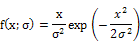 f(x; σ) = x/σ² exp(−x²/2σ²)